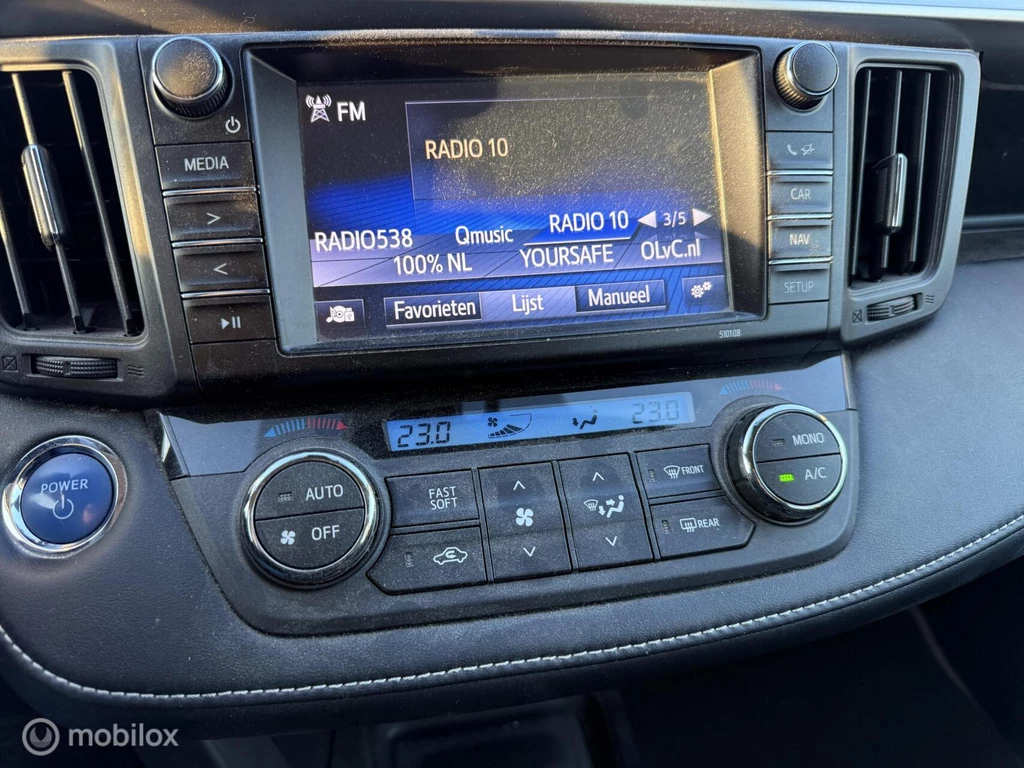 FM
RADIO 10
RADIO538 Qmusic RADIO 10 3/5
100% NL YOURSAFE OLvC.nl
Favorieten Lijst Manueel
MEDIA
>
<
CAR
NAV
SETUP
510108
23.0 23.0
POWER
AUTO
OFF
FAST
SOFT
FRONT
REAR
MONO
A/C
mobilox